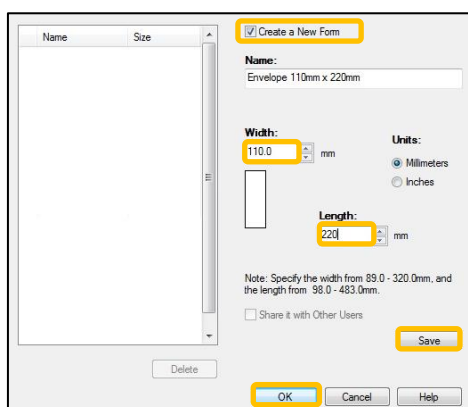 Name Size
Create a New Form
Name:
Envelope 110mm x 220mm
Width:
110.0 mm
Units:
Millimeters
Inches
Length:
220 mm
Note: Specify the width from 89.0 - 320.0mm, and
the length from 98.0 - 483.0mm.
Share it with Other Users
Save
Delete
OK Cancel Help